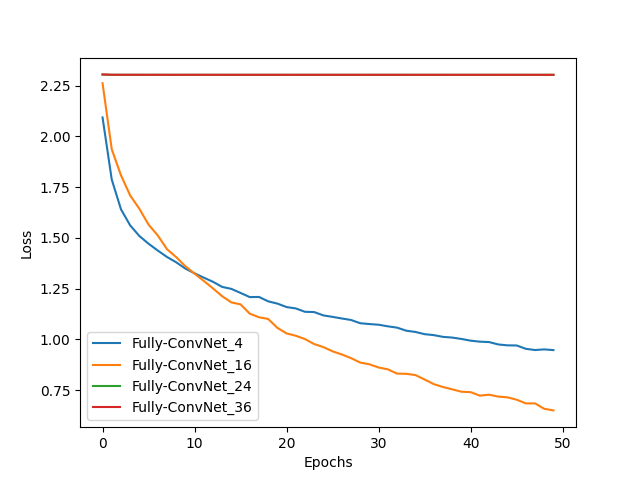 2.25
2.00
1.75
1.50
1.25
1.00
0.75
Loss
Fully-ConvNet_4
Fully-ConvNet_16
Fully-ConvNet_24
Fully-ConvNet_36
0
10
20
30
40
50
Epochs